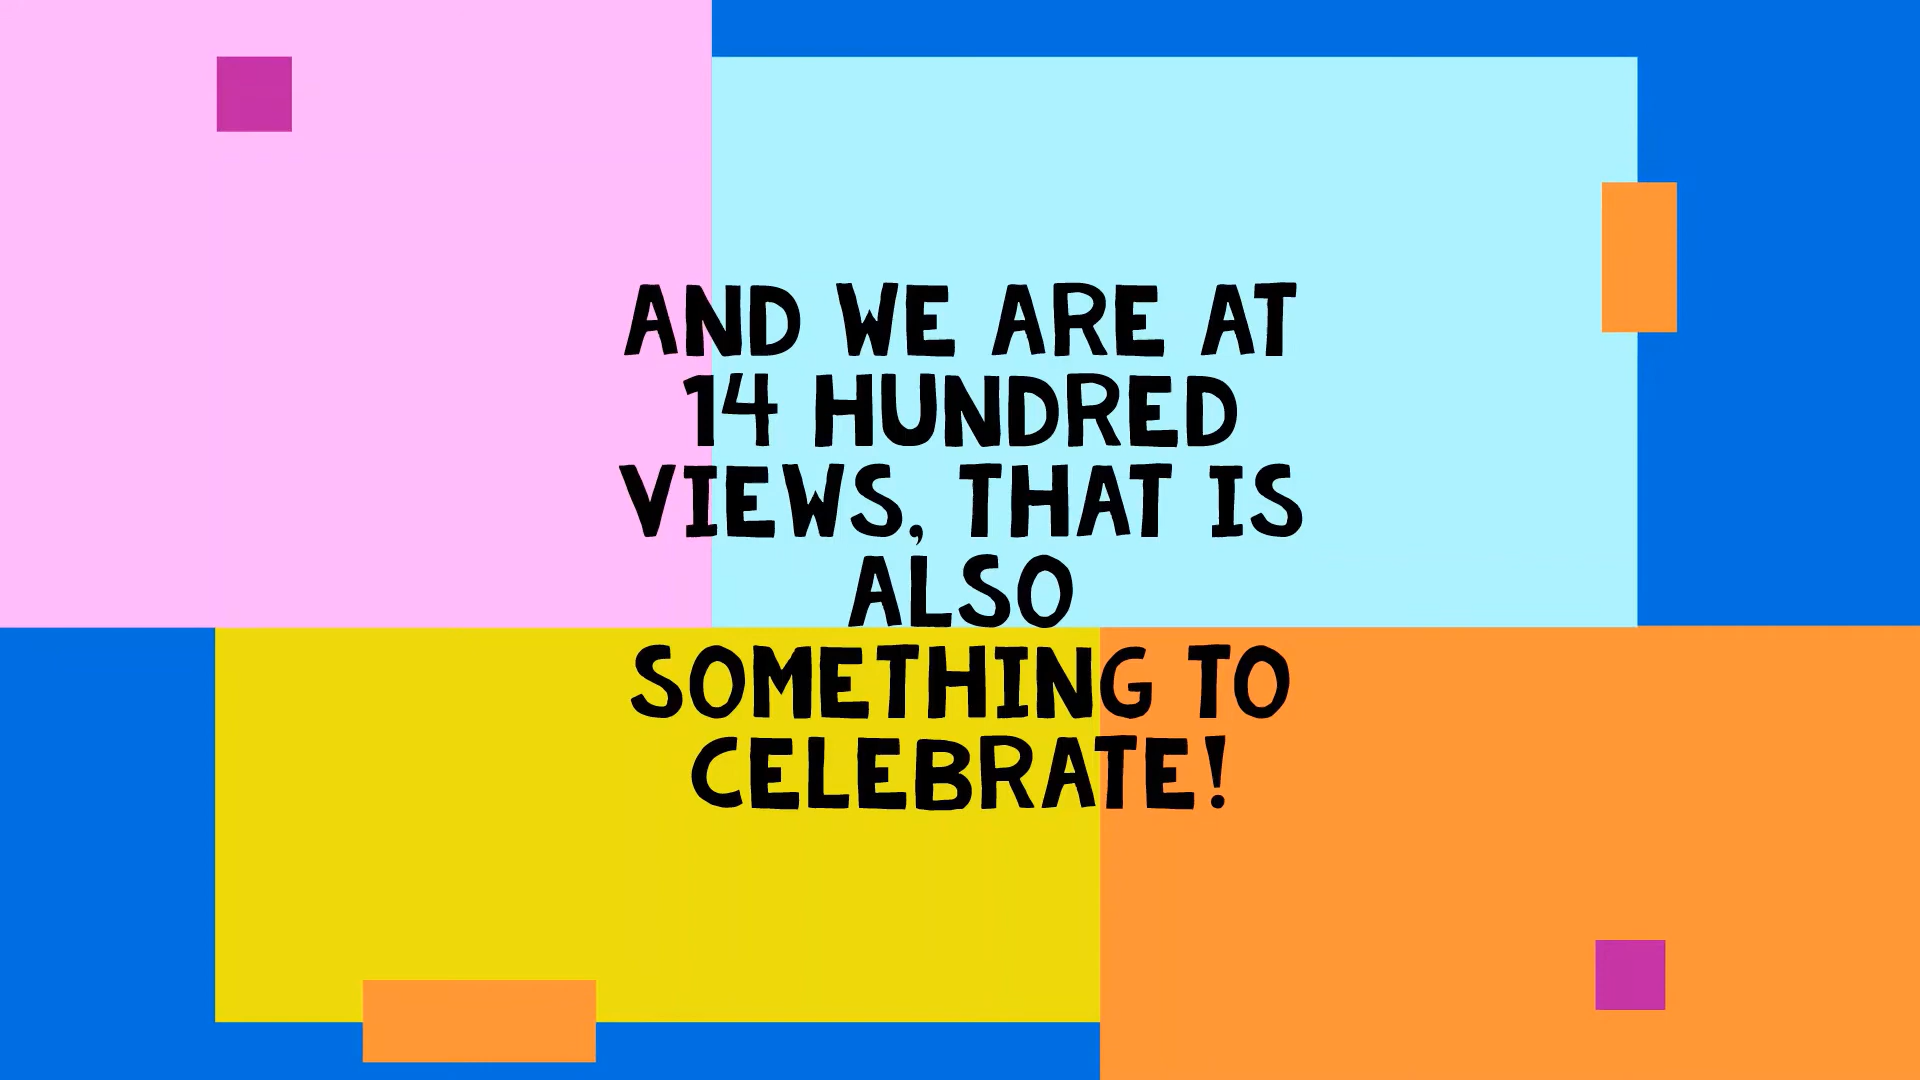 AND WE ARE AT
14 HUNDRED
VIEWS, THAT IS
ALSO
SOMETHING TO
CELEBRATE!